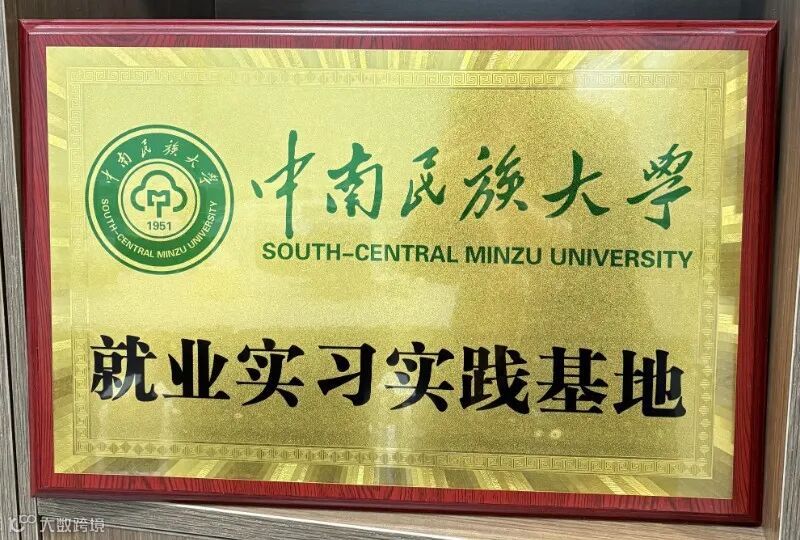 中南民族大学
SOUTH-CENTRAL MINZU UNIVERSITY
1951
中南民族大學
SOUTH-CENTRAL MINZU UNIVERSITY
就业实习实践基地
大数跨境